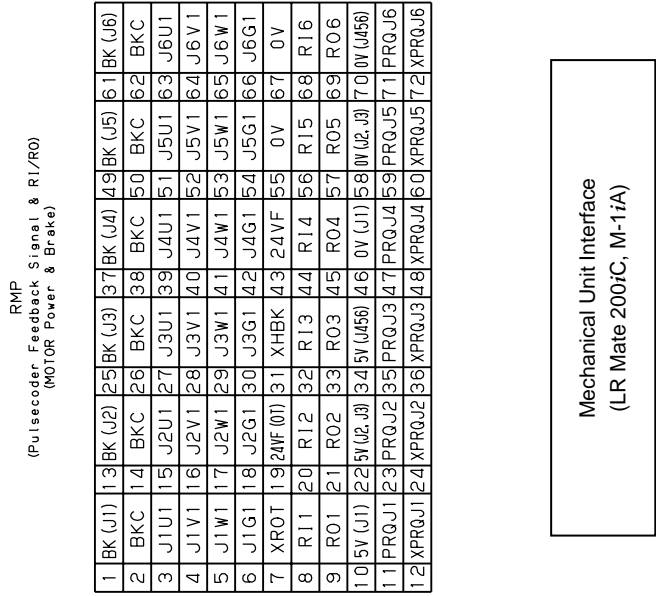 RMP
(Pulsecoder Feedback Signal & RI/RO)
(MOTOR Power & Brake)
1 BK (J1) 13 BK (J2) 25 BK (J3) 37 BK (J4) 49 BK (J5) 61 BK (J6)
2 BKC 14 BKC 26 BKC 38 BKC 50 BKC 62 BKC
3 J1U1 15 J2U1 27 J3U1 39 J4U1 51 J5U1 63 J6U1
4 J1V1 16 J2V1 28 J3V1 40 J4V1 52 J5V1 64 J6V1
5 J1W1 17 J2W1 29 J3W1 41 J4W1 53 J5W1 65 J6W1
6 J1G1 18 J2G1 30 J3G1 42 J4G1 54 J5G1 66 J6G1
7 XROT 19 24VF (OT) 31 XHBK 43 24VF 55 0V 67 0V
8 RI1 20 RI2 32 RI3 44 RI4 56 RI5 68 RI6
9 RO1 21 RO2 33 RO3 45 RO4 57 RO5 69 RO6
10 5V (J1) 22 5V (J2, J3) 34 5V (J456) 46 0V (J1) 58 0V (J2, J3) 70 0V (J456)
11 PRQJ1 23 PRQJ2 35 PRQJ3 47 PRQJ4 59 PRQJ5 71 PRQJ6
12 XPRQJ1 24 XPRQJ2 36 XPRQJ3 48 XPRQJ4 60 XPRQJ5 72 XPRQJ6
Mechanical Unit Interface
(LR Mate 200iC, M-1iA)